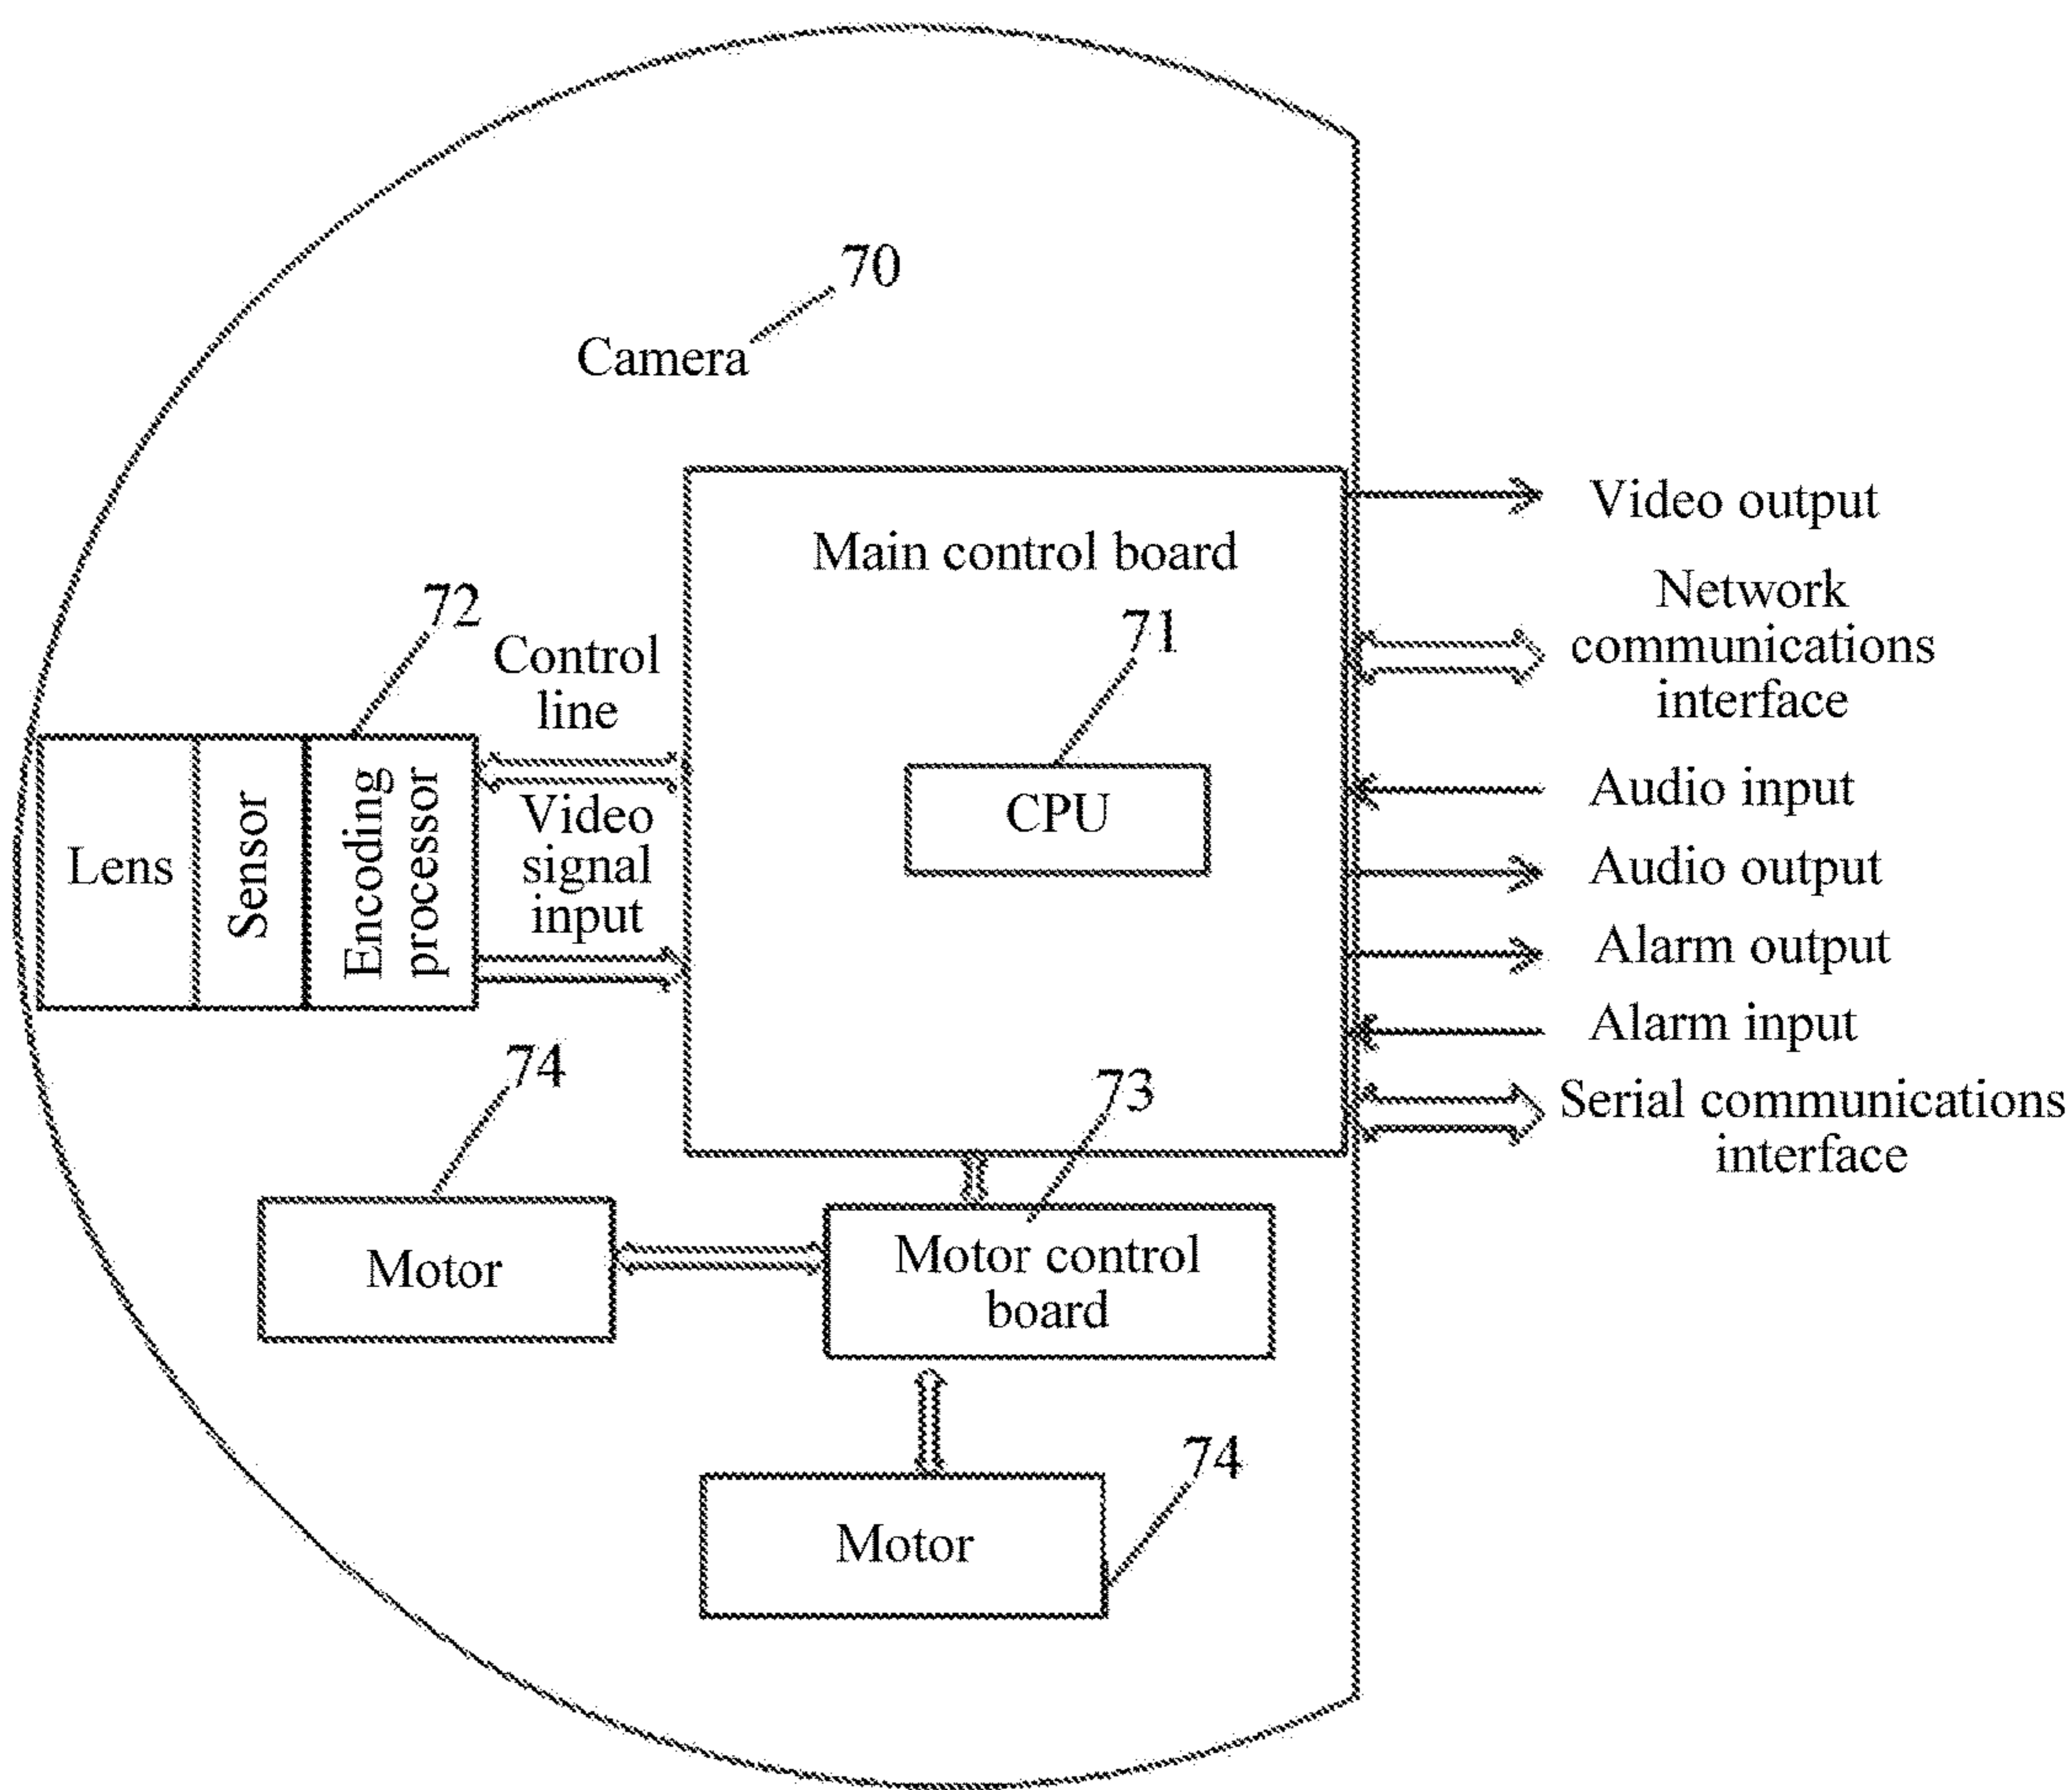 70
Camera
Main control board
71
CPU
72
Control
line
Video
signal
input
Lens
Sensor
Encoding
processor
74
Motor
73
Motor control
board
74
Motor
Video output
Network
communications
interface
Audio input
Audio output
Alarm output
Alarm input
Serial communications
interface